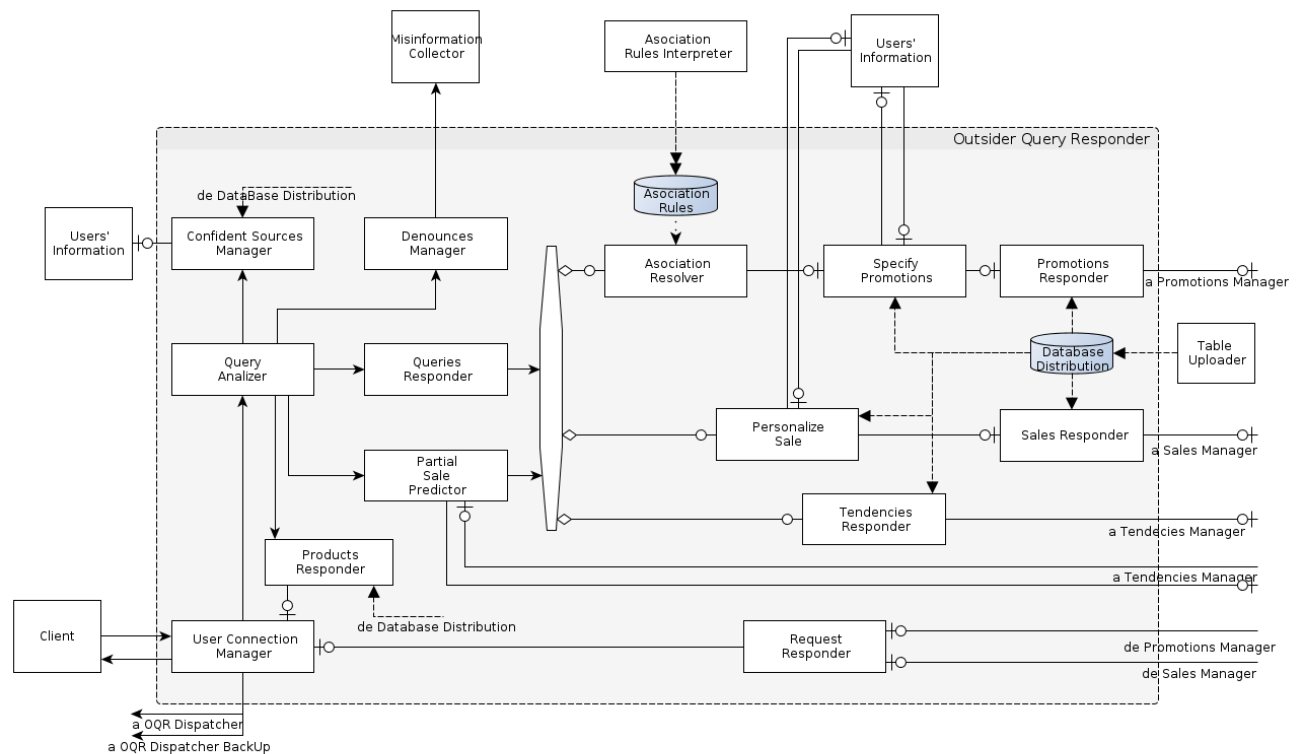 Misinformation
Collector
Asociation
Rules Interpreter
Users'
Information
Outsider Query Responder
de DataBase Distribution
Asociation
Rules
Users'
Information
Confident Sources
Manager
Denounces
Manager
Asociation
Resolver
Specify
Promotions
Promotions
Responder
a Promotions Manager
Query
Analizer
Queries
Responder
Database
Distribution
Table
Uploader
Personalize
Sale
Sales Responder
a Sales Manager
Partial
Sale
Predictor
Tendencies
Responder
a Tendecies Manager
Products
Responder
a Tendencies Manager
de Database Distribution
Client
User Connection
Manager
Request
Responder
de Promotions Manager
de Sales Manager
a OQR Dispatcher
a OQR Dispatcher BackUp